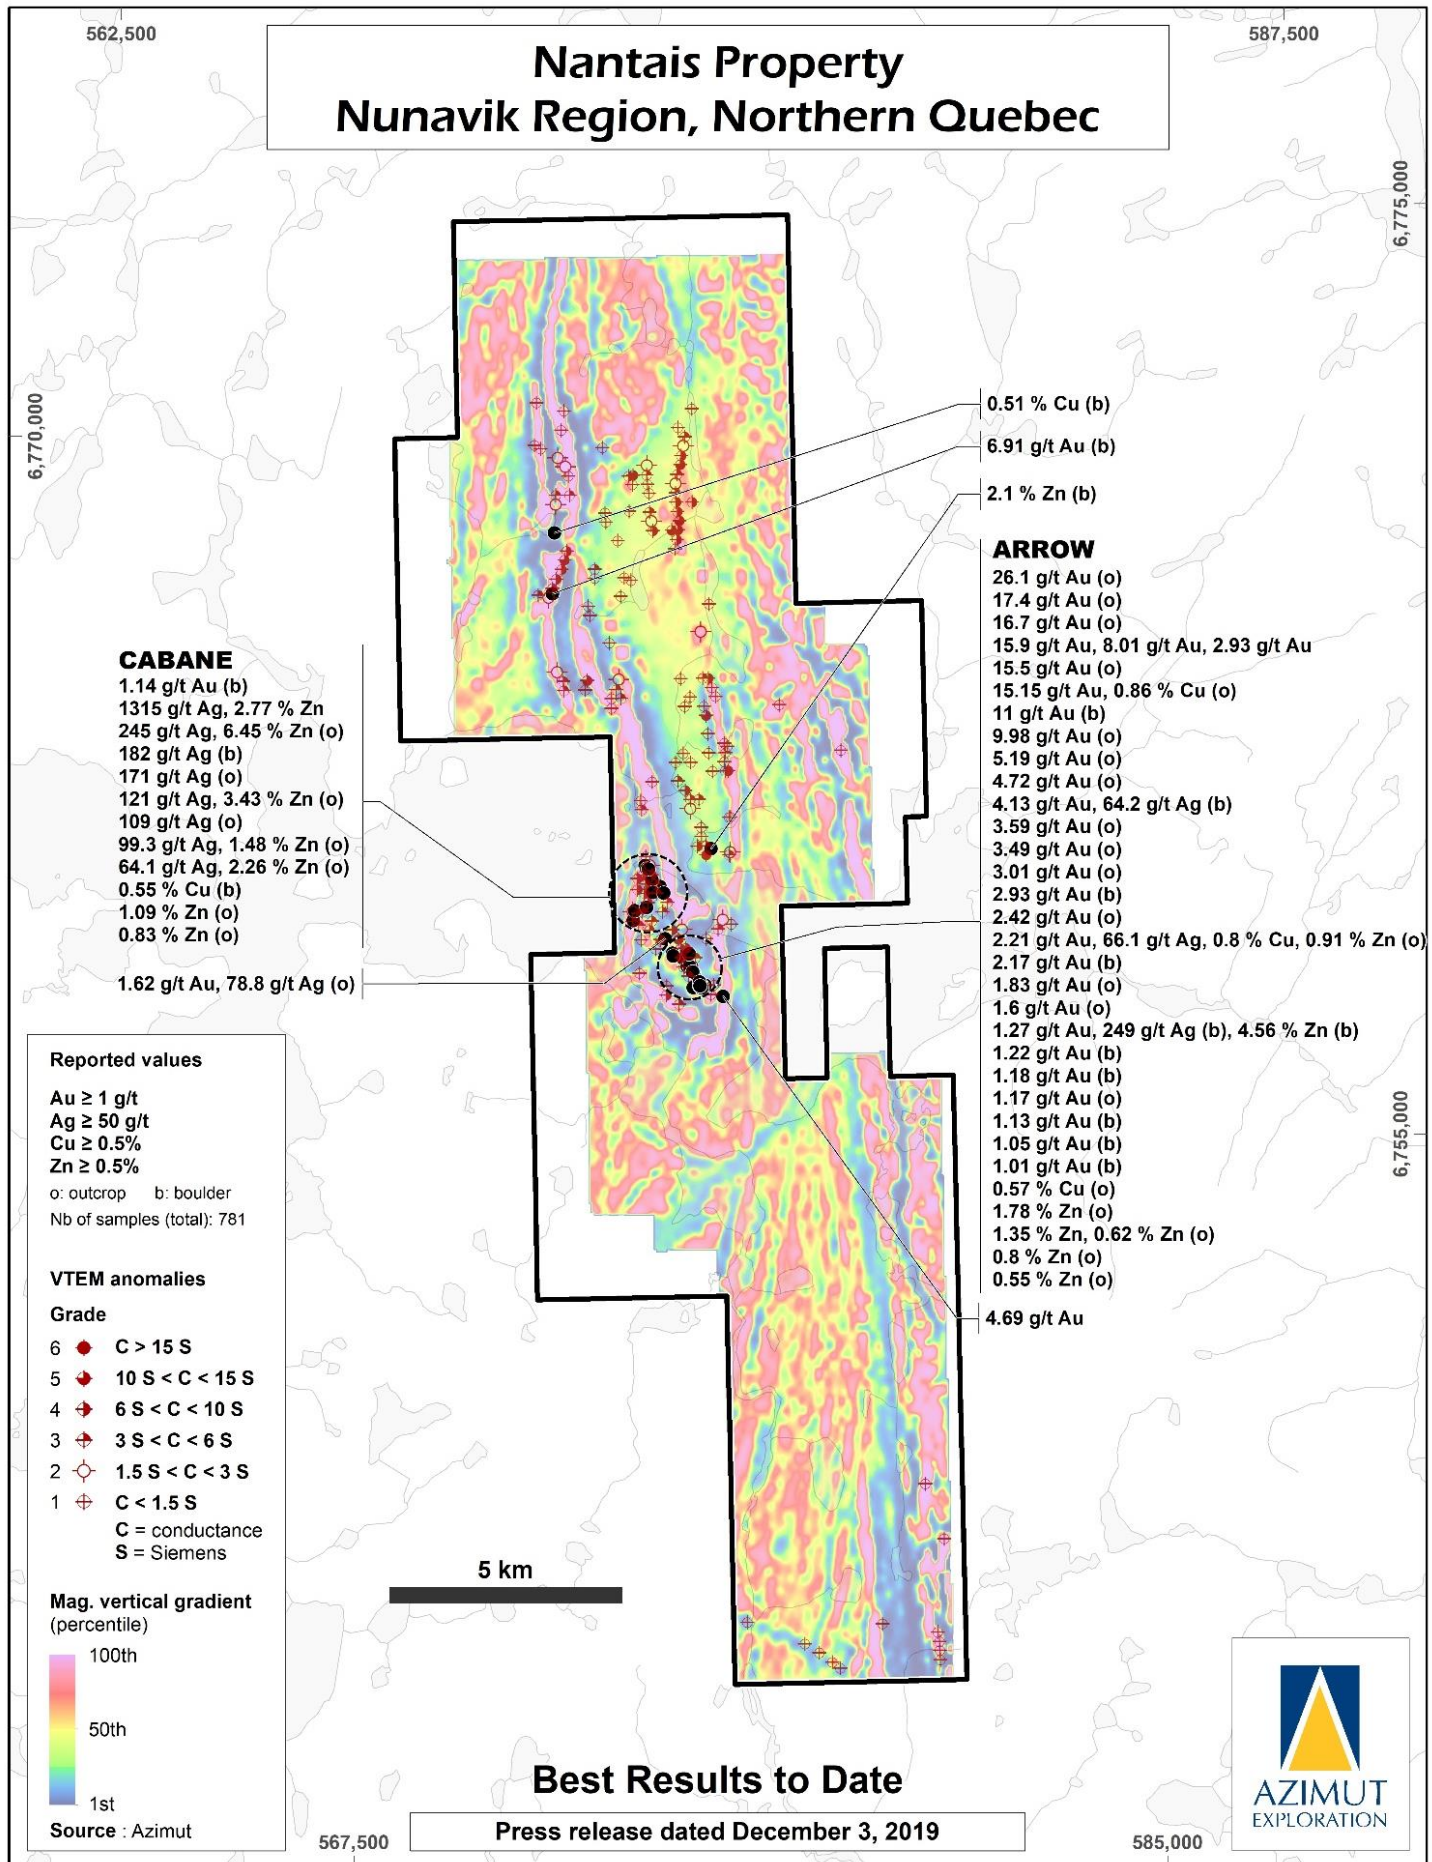 562,500
587,500
Nantais Property
Nunavik Region, Northern Quebec
6,775,000
6,770,000
0.51 % Cu (b)
6.91 g/t Au (b)
2.1 % Zn (b)
ARROW
26.1 g/t Au (o)
17.4 g/t Au (o)
16.7 g/t Au (o)
15.9 g/t Au, 8.01 g/t Au, 2.93 g/t Au
15.5 g/t Au (o)
15.15 g/t Au, 0.86 % Cu (o)
11 g/t Au (b)
9.98 g/t Au (o)
5.19 g/t Au (o)
4.72 g/t Au (o)
4.13 g/t Au, 64.2 g/t Ag (b)
3.59 g/t Au (o)
3.49 g/t Au (o)
3.01 g/t Au (o)
2.93 g/t Au (b)
2.42 g/t Au (o)
2.21 g/t Au, 66.1 g/t Ag, 0.8 % Cu, 0.91 % Zn (o)
2.17 g/t Au (b)
1.83 g/t Au (o)
1.6 g/t Au (o)
1.27 g/t Au, 249 g/t Ag (b), 4.56 % Zn (b)
1.22 g/t Au (b)
1.18 g/t Au (b)
1.17 g/t Au (o)
1.13 g/t Au (b)
1.05 g/t Au (b)
1.01 g/t Au (b)
0.57 % Cu (o)
1.78 % Zn (o)
1.35 % Zn, 0.62 % Zn (o)
0.8 % Zn (o)
0.55 % Zn (o)
4.69 g/t Au
6,755,000
CABANE
1.14 g/t Au (b)
1315 g/t Ag, 2.77 % Zn
245 g/t Ag, 6.45 % Zn (o)
182 g/t Ag (b)
171 g/t Ag (o)
121 g/t Ag, 3.43 % Zn (o)
109 g/t Ag (o)
99.3 g/t Ag, 1.48 % Zn (o)
64.1 g/t Ag, 2.26 % Zn (o)
0.55 % Cu (b)
1.09 % Zn (o)
0.83 % Zn (o)
1.62 g/t Au, 78.8 g/t Ag (o)
Reported values
Au ≥ 1 g/t
Ag ≥ 50 g/t
Cu ≥ 0.5%
Zn ≥ 0.5%
o: outcrop b: boulder
Nb of samples (total): 781
VTEM anomalies
Grade
6 C > 15 S
5 10 S < C < 15 S
4 6 S < C < 10 S
3 3 S < C < 6 S
2 1.5 S < C < 3 S
1 C < 1.5 S
C = conductance
S = Siemens
Mag. vertical gradient
(percentile)
100th
50th
1st
Source : Azimut
5 km
Best Results to Date
Press release dated December 3, 2019
AZIMUT
EXPLORATION
567,500
585,000